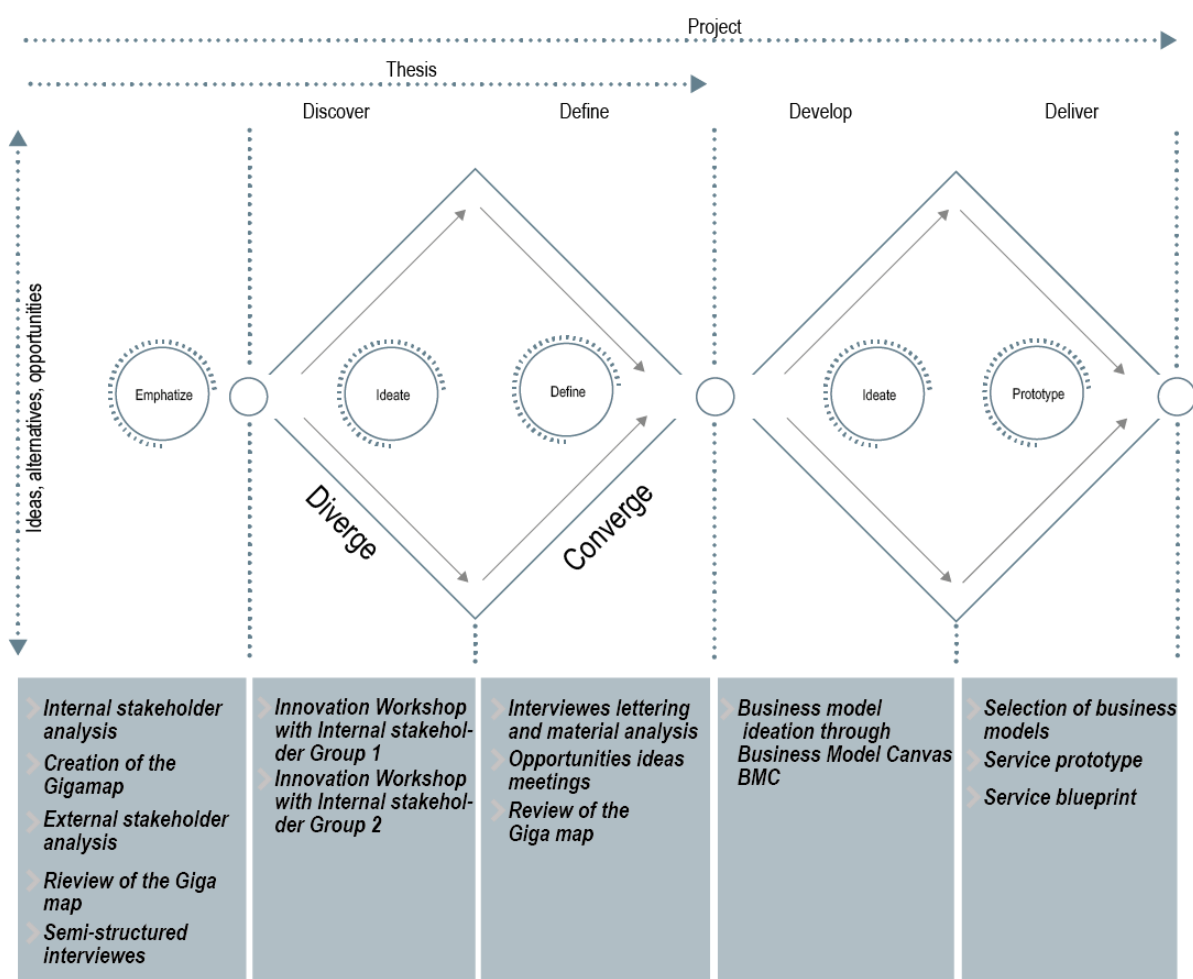 Project
Thesis
Discover
Define
Develop
Deliver
Ideas, alternatives, opportunities
Emphatize
Ideate
Define
Ideate
Prototype
Diverge
Converge
Internal stakeholder
analysis
Creation of the
Gigamap
External stakeholder
analysis
Rieview of the Giga
map
Semi-structured
interviewes
Innovation Workshop
with Internal stakehol-
der Group 1
Innovation Workshop
with Internal stakehol-
der Group 2
Interviewes lettering
and material analysis
Opportunities ideas
meetings
Review of the
Giga map
Business model
ideation through
Business Model Canvas
BMC
Selection of business
models
Service prototype
Service blueprint